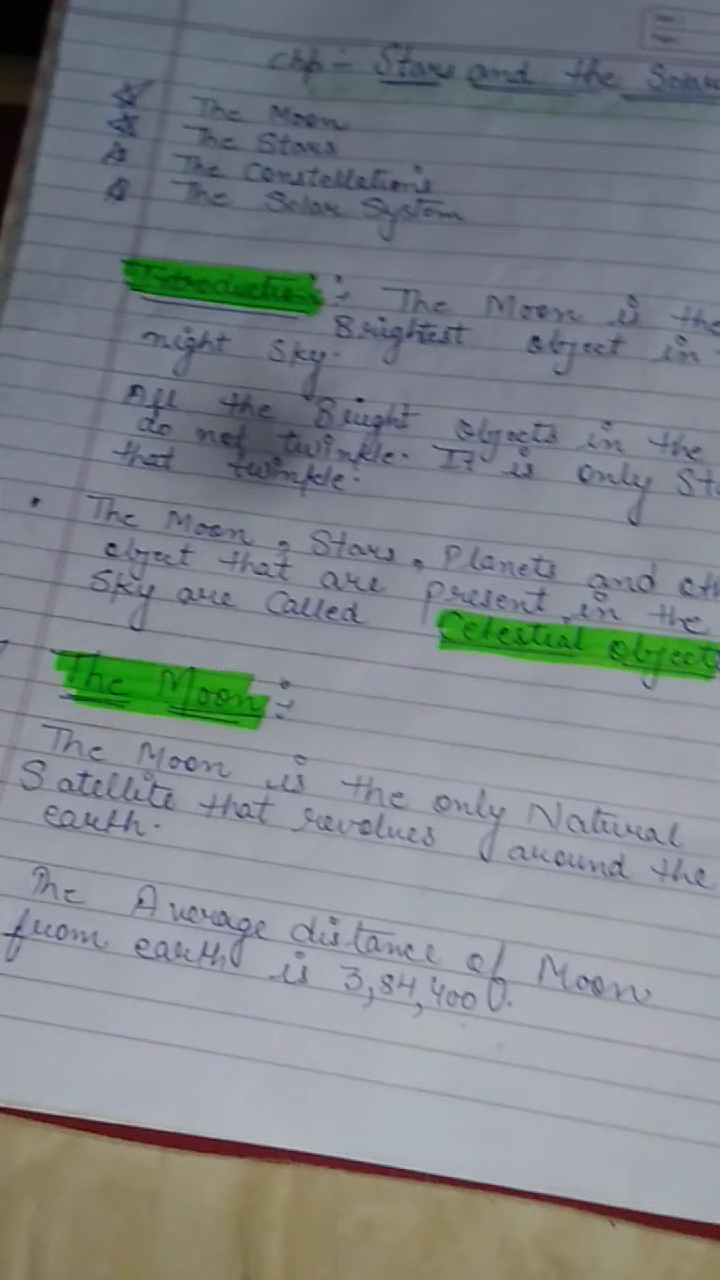 chp - Stars and the Solar
The Moon
The Stars
The Constellations
The Solar System
Introduction :- The Moon is the
Brightest object in
night Sky.
All the Bright objects in the
do not twinkle. It is only St
that twinkle.
• The Moon, Stars, Planets and oth
object that are present in the
Sky are Called Celestial object
The Moon :-
The Moon is the only Natural
Satellite that revolves around the
earth.
The Average distance of Moon
from earth is 3,84,400